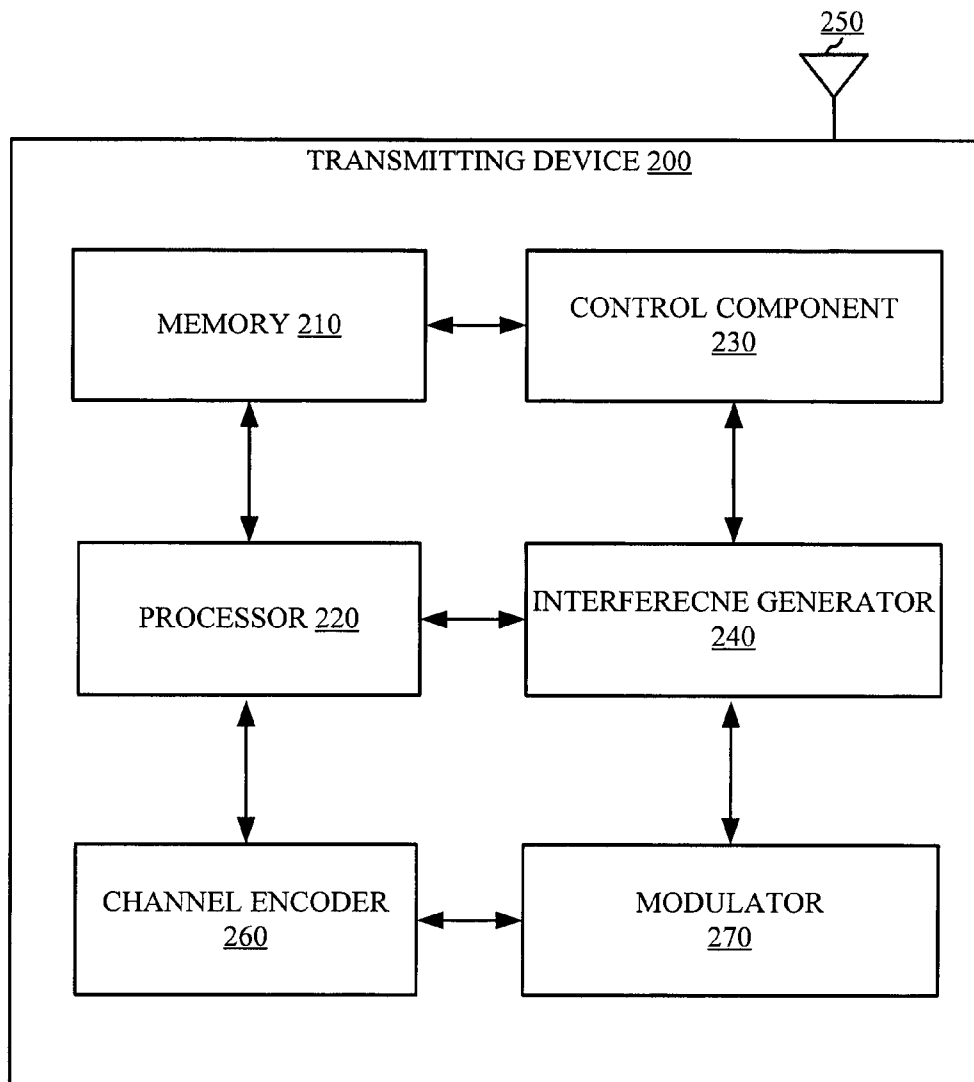 250
TRANSMITTING DEVICE 200
MEMORY 210
CONTROL COMPONENT
230
PROCESSOR 220
INTERFERECNE GENERATOR
240
CHANNEL ENCODER
260
MODULATOR
270